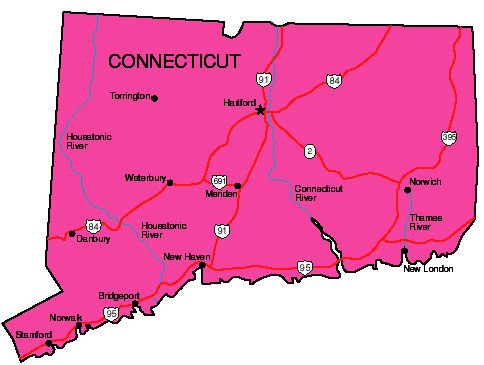 CONNECTICUT
91
84
Torrington
Hartford
Housatonic
River
2
395
Waterbury
691
Meriden
Connecticut
River
Norwich
84
Danbury
Housatonic
River
91
Thames
River
New Haven
95
New London
Bridgeport
95
Norwalk
Stamford